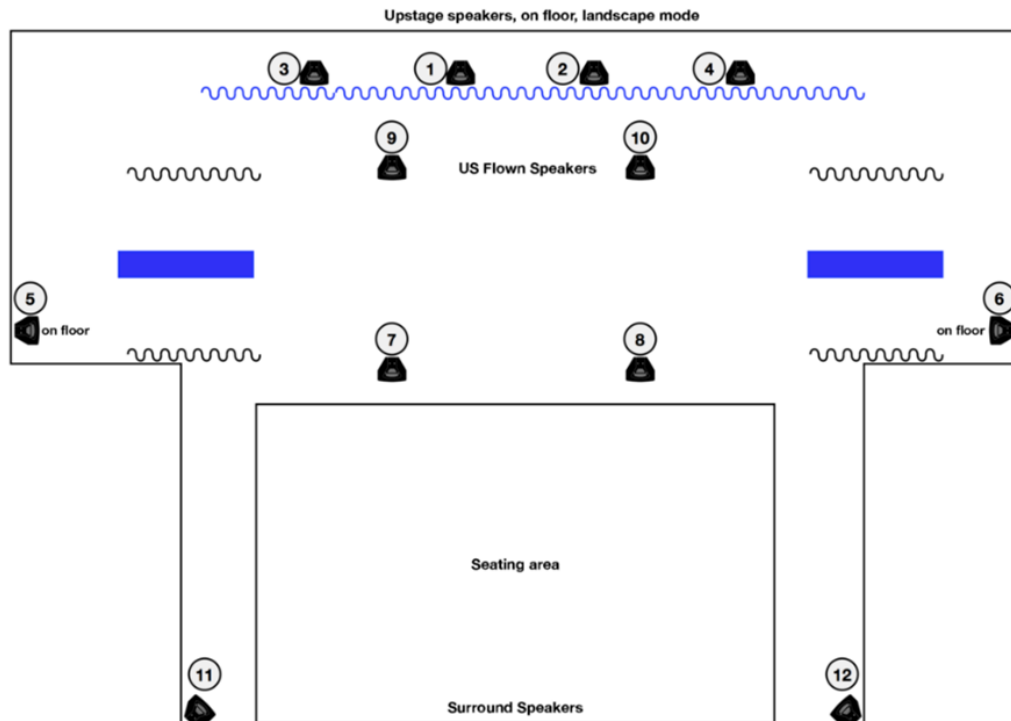 Upstage speakers, on floor, landscape mode
3
1
2
4
9
10
US Flown Speakers
5
6
on floor
on floor
7
8
Seating area
11
12
Surround Speakers